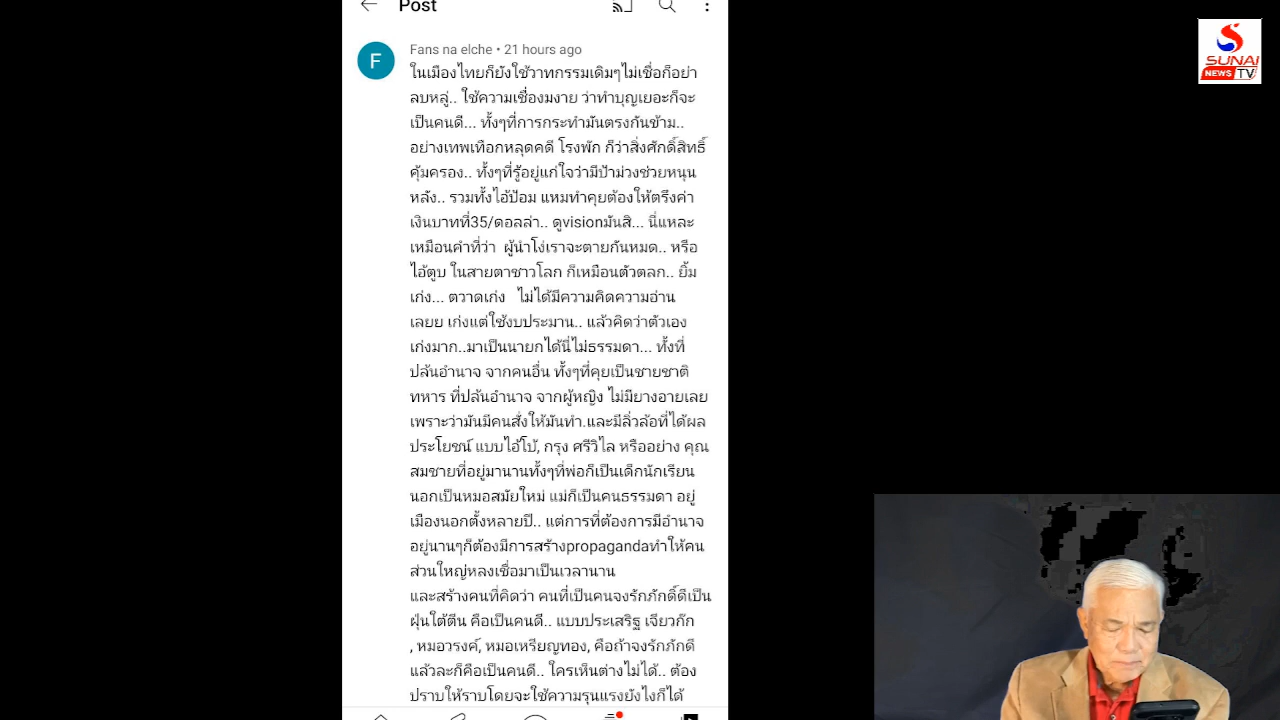 Post
F
Fans na elche • 21 hours ago
ในเมืองไทยก็ยังใช้วาทกรรมเดิมๆไม่เชื่อก็อย่า
ลบหลู่.. ใช้ความเชื่องมงาย ว่าทำบุญเยอะก็จะ
เป็นคนดี... ทั้งๆที่การกระทำมันตรงกันข้าม..
อย่างเทพเทือกหลุดคดี โรงพัก ก็ว่าสิ่งศักดิ์สิทธิ์
คุ้มครอง.. ทั้งๆที่รู้อยู่แก่ใจว่ามีป้าม่วงช่วยหนุน
หลัง.. รวมทั้งไอ้ป้อม แหมทำคุยต้องให้ตรึงค่า
เงินบาทที่35/ดอลล่า.. ดูvisionมันสิ... นี่แหละ
เหมือนคำที่ว่า ผู้นำโง่เราจะตายกันหมด.. หรือ
ไอ้ตูบ ในสายตาชาวโลก ก็เหมือนตัวตลก.. ยิ้ม
เก่ง... ตวาดเก่ง ไม่ได้มีความคิดความอ่าน
เลยย เก่งแต่ใช้งบประมาน.. แล้วคิดว่าตัวเอง
เก่งมาก..มาเป็นนายกได้นี่ไม่ธรรมดา... ทั้งที่
ปล้นอำนาจ จากคนอื่น ทั้งๆที่คุยเป็นชายชาติ
ทหาร ที่ปล้นอำนาจ จากผู้หญิง ไม่มียางอายเลย
เพราะว่ามันมีคนสั่งให้มันทำ.และมีลิ่วล้อที่ได้ผล
ประโยชน์ แบบไอ้โบ้, กรุง ศรีวิไล หรืออย่าง คุณ
สมชายที่อยู่มานานทั้งๆที่พ่อก็เป็นเด็กนักเรียน
นอกเป็นหมอสมัยใหม่ แม่ก็เป็นคนธรรมดา อยู่
เมืองนอกตั้งหลายปี.. แต่การที่ต้องการมีอำนาจ
อยู่นานๆก็ต้องมีการสร้างpropagandaทำให้คน
ส่วนใหญ่หลงเชื่อมาเป็นเวลานาน
และสร้างคนที่คิดว่า คนที่เป็นคนจงรักภักดิ์ดีเป็น
ฝุ่นใต้ตีน คือเป็นคนดี.. แบบประเสริฐ เจียวก๊ก
, หมอวรงค์, หมอเหรียญทอง, คือถ้าจงรักภักดี
แล้วละก็คือเป็นคนดี.. ใครเห็นต่างไม่ได้.. ต้อง
ปราบให้ราบโดยจะใช้ความรุนแรงยังไงก็ได้
SUNAI
NEWS TV